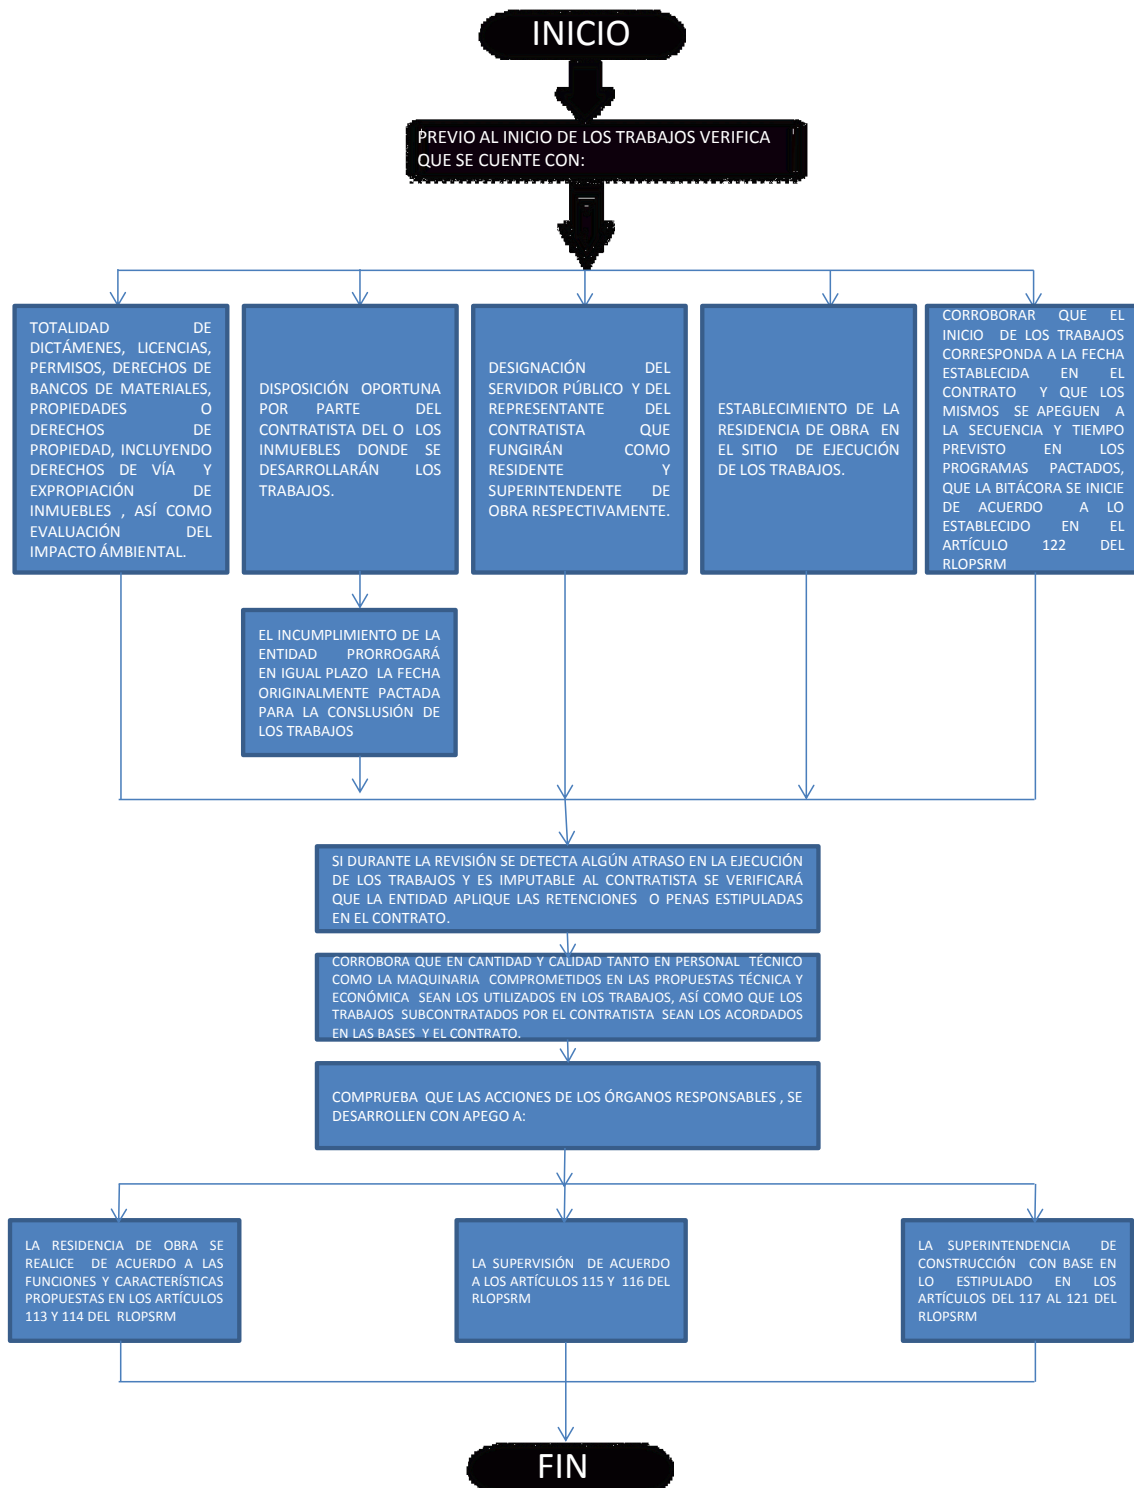 INICIO
PREVIO AL INICIO DE LOS TRABAJOS VERIFICA
QUE SE CUENTE CON:
TOTALIDAD DE
DICTÁMENES, LICENCIAS,
PERMISOS, DERECHOS DE
BANCOS DE MATERIALES,
PROPIEDADES O
DERECHOS DE
PROPIEDAD, INCLUYENDO
DERECHOS DE VÍA Y
EXPROPIACIÓN DE
INMUEBLES , ASÍ COMO
EVALUACIÓN DEL
IMPACTO ÁMBIENTAL.
DISPOSICIÓN OPORTUNA
POR PARTE DEL
CONTRATISTA DEL O LOS
INMUEBLES DONDE SE
DESARROLLARÁN LOS
TRABAJOS.
DESIGNACIÓN DEL
SERVIDOR PÚBLICO Y DEL
REPRESENTANTE DEL
CONTRATISTA QUE
FUNGIRÁN COMO
RESIDENTE Y
SUPERINTENDENTE DE
OBRA RESPECTIVAMENTE.
ESTABLECIMIENTO DE LA
RESIDENCIA DE OBRA EN
EL SITIO DE EJECUCIÓN
DE LOS TRABAJOS.
CORROBORAR QUE EL
INICIO DE LOS TRABAJOS
CORRESPONDA A LA FECHA
ESTABLECIDA EN EL
CONTRATO Y QUE LOS
MISMOS SE APEGUEN A
LA SECUENCIA Y TIEMPO
PREVISTO EN LOS
PROGRAMAS PACTADOS,
QUE LA BITÁCORA SE INICIE
DE ACUERDO A LO
ESTABLECIDO EN EL
ARTÍCULO 122 DEL
RLOPSRM
EL INCUMPLIMIENTO DE LA
ENTIDAD PRORROGARÁ
EN IGUAL PLAZO LA FECHA
ORIGINALMENTE PACTADA
PARA LA CONSLUSIÓN DE
LOS TRABAJOS
SI DURANTE LA REVISIÓN SE DETECTA ALGÚN ATRASO EN LA EJECUCIÓN
DE LOS TRABAJOS Y ES IMPUTABLE AL CONTRATISTA SE VERIFICARÁ
QUE LA ENTIDAD APLIQUE LAS RETENCIONES O PENAS ESTIPULADAS
EN EL CONTRATO.
CORROBORA QUE EN CANTIDAD Y CALIDAD TANTO EN PERSONAL TÉCNICO
COMO LA MAQUINARIA COMPROMETIDOS EN LAS PROPUESTAS TÉCNICA Y
ECONÓMICA SEAN LOS UTILIZADOS EN LOS TRABAJOS, ASÍ COMO QUE LOS
TRABAJOS SUBCONTRATADOS POR EL CONTRATISTA SEAN LOS ACORDADOS
EN LAS BASES Y EL CONTRATO.
COMPRUEBA QUE LAS ACCIONES DE LOS ÓRGANOS RESPONSABLES , SE
DESARROLLEN CON APEGO A:
LA RESIDENCIA DE OBRA SE
REALICE DE ACUERDO A LAS
FUNCIONES Y CARACTERÍSTICAS
PROPUESTAS EN LOS ARTÍCULOS
113 Y 114 DEL RLOPSRM
LA SUPERVISIÓN DE ACUERDO
A LOS ARTÍCULOS 115 Y 116 DEL
RLOPSRM
LA SUPERINTENDENCIA DE
CONSTRUCCIÓN CON BASE EN
LO ESTIPULADO EN LOS
ARTÍCULOS DEL 117 AL 121 DEL
RLOPSRM
FIN